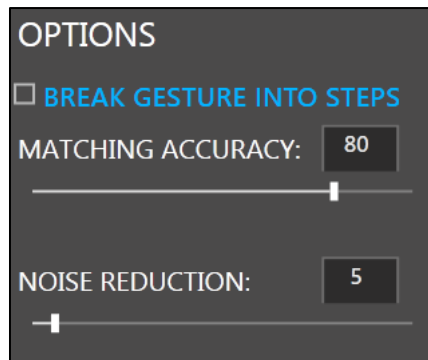 OPTIONS
BREAK GESTURE INTO STEPS
MATCHING ACCURACY: 80
NOISE REDUCTION: 5